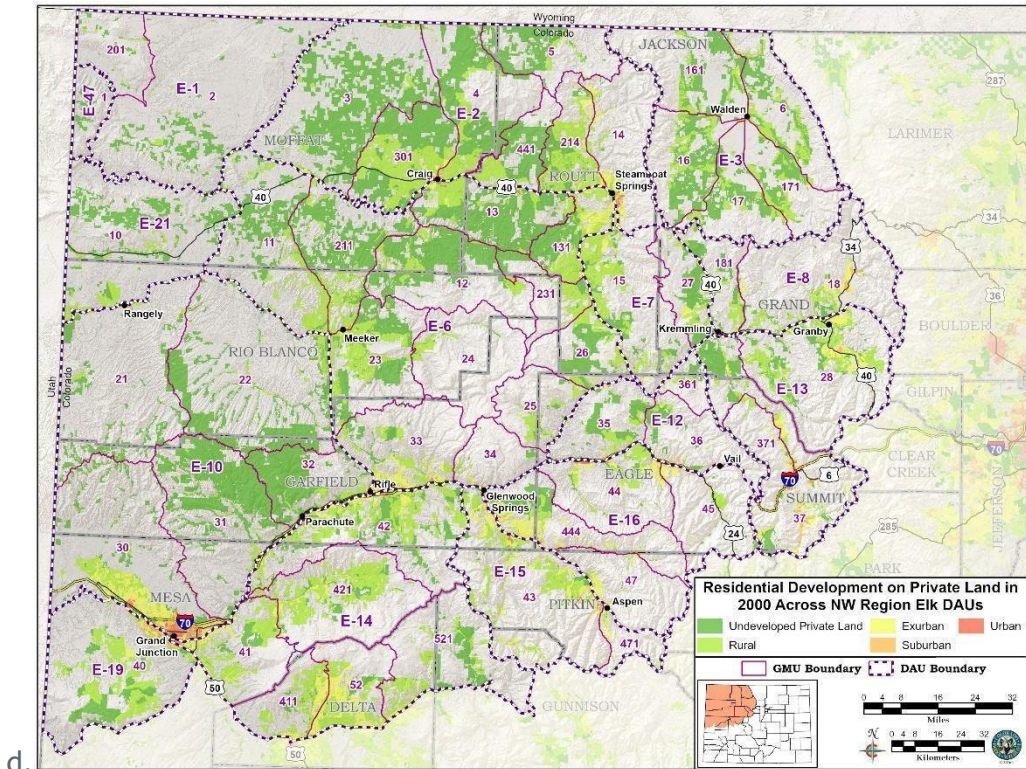 Wyoming
Colorado
201
JACKSON
5
161
287
E-47
1
E-1
2
3
4
E-2
6
LARIMER
Walden
14
MOFFAT
441
214
301
16
E-3
Craig
ROUTT
Steamboat
Springs
171
40
40
13
17
34
E-21
10
11
211
131
181
34
15
E-8
12
231
E-7
27
40
18
GRAND
36
Rangely
E-6
Kremmling
Granby
BOULDER
Meeker
RIO BLANCO
23
24
26
E-13
28
Utah
Colorado
21
22
361
40
GILPIN
25
35
E-12
33
36
371
34
Vail
70
E-10
32
EAGLE
70
6
CLEAR
CREEK
GARFIELD
Rifle
44
SUMMIT
JEFFERSON
Glenwood
Springs
45
31
Parachute
E-16
24
37
285
42
444
30
PARK
E-15
47
MESA
421
43
PITKIN
70
Aspen
E-14
Grand
Junction
471
41
521
E-19
40
50
52
411
DELTA
GUNNISON
50
Residential Development on Private Land in
2000 Across NW Region Elk DAUs
Undeveloped Private Land
Exurban
Urban
Rural
Suburban
GMU Boundary
DAU Boundary
0 4 8 16 24 32
Miles
N
0 4 8 16 24 32
Kilometers
d.